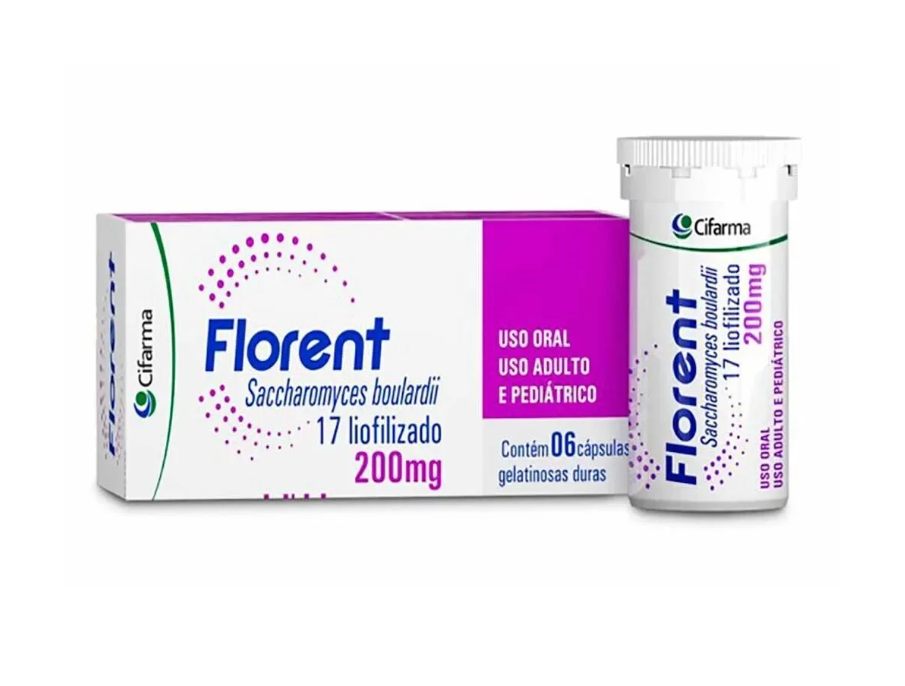 Florent
Cifarma
Florent
Saccharomyces boulardii
17 liofilizado
200mg
USO ORAL
USO ADULTO
E PEDIÁTRICO
Contém 06 cápsulas
gelatinosas duras
Cifarma
Florent
Saccharomyces boulardii
17 liofilizado
200mg
USO ORAL
USO ADULTO E PEDIÁTRICO